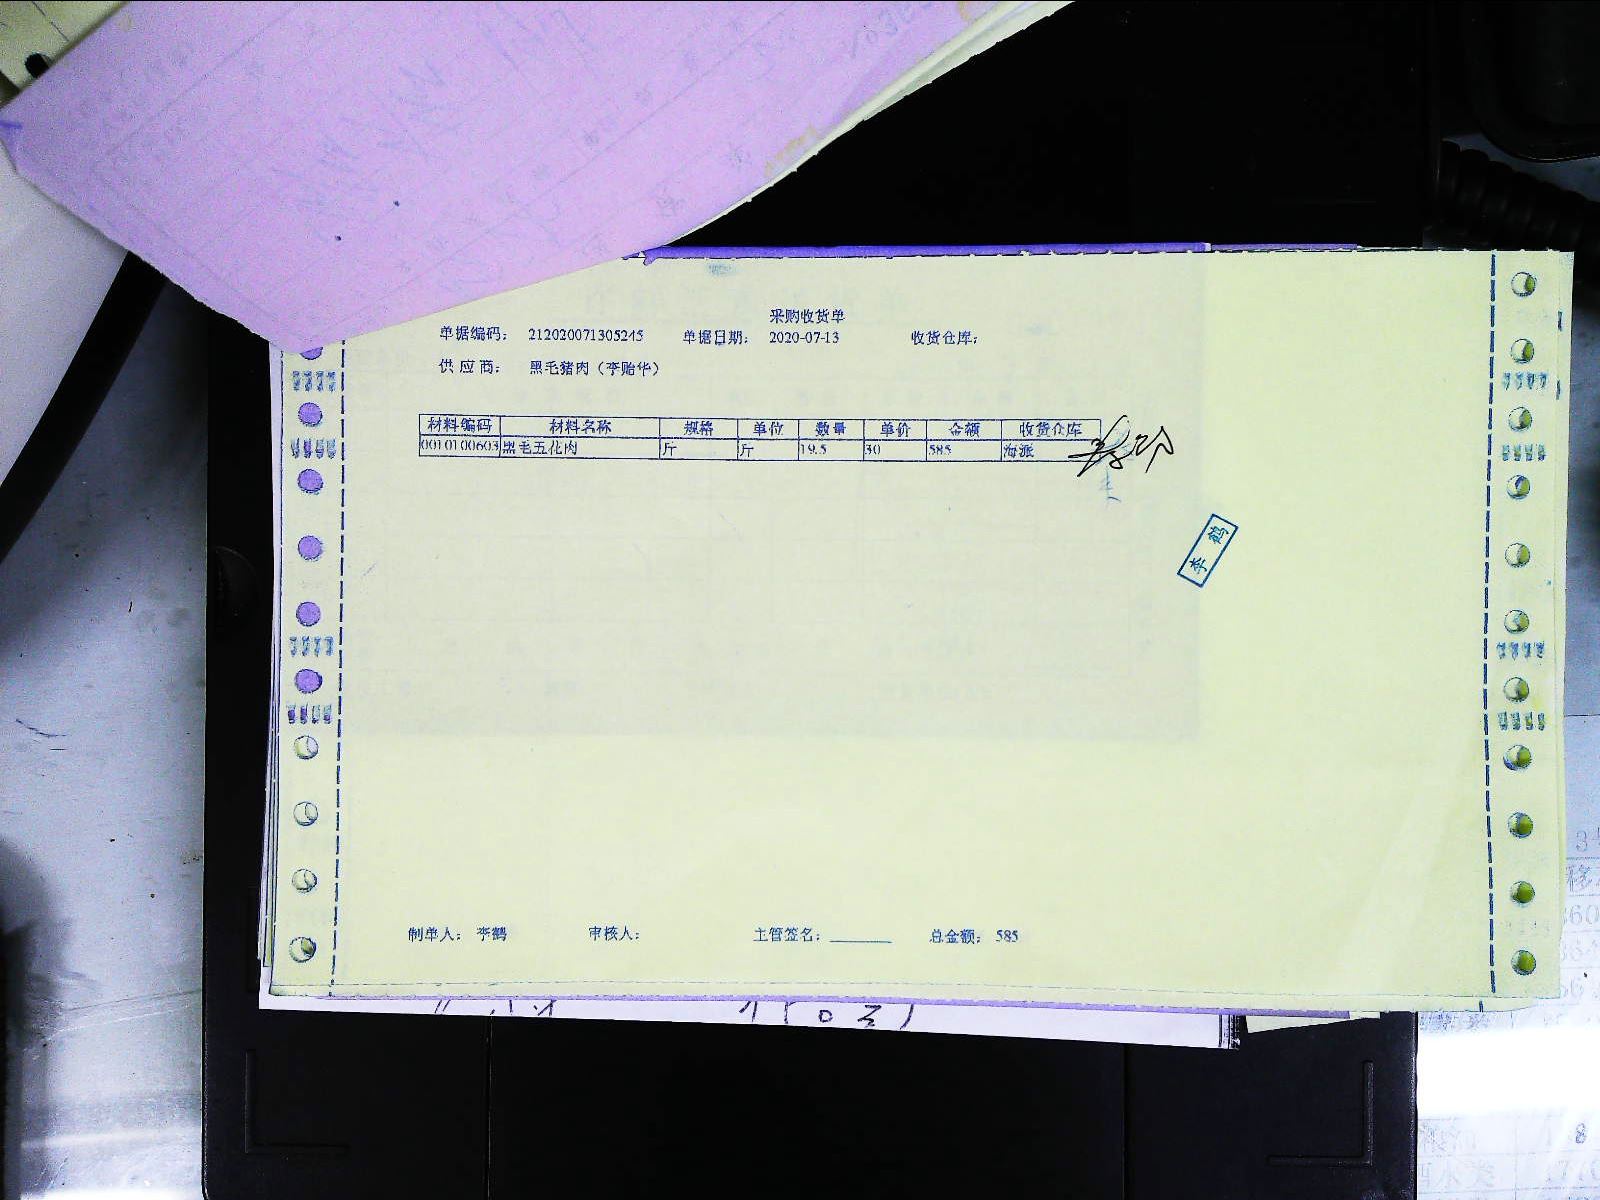 采购收货单
单据编码： 212020071305245 单据日期： 2020-07-13 收货仓库：
供应商： 黑毛猪肉（李贻华）
材料编码 材料名称 规格 单位 数量 单价 金额 收货仓库
0010100603 黑毛五花肉 斤 斤 19.5 30 585 海派
李鹤
制单人： 李鹤 审核人： 主管签名：______ 总金额： 585